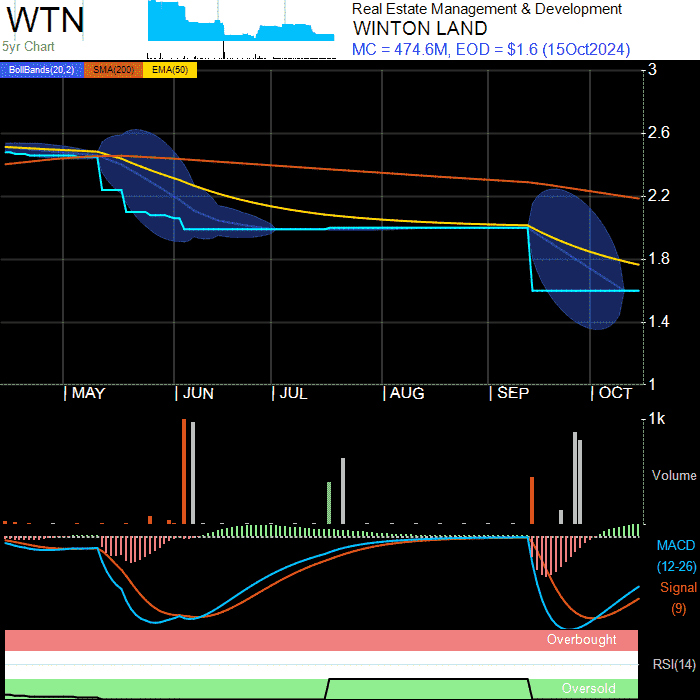 WTN
5yr Chart
Real Estate Management & Development
WINTON LAND
MC = 474.6M, EOD = $1.6 (15Oct2024)
BollBands(20,2) SMA(200) EMA(50)
3
2.6
2.2
1.8
1.4
1
MAY JUN JUL AUG SEP OCT
1k
Volume
MACD
(12-26)
Signal
(9)
Overbought
RSI(14)
Oversold